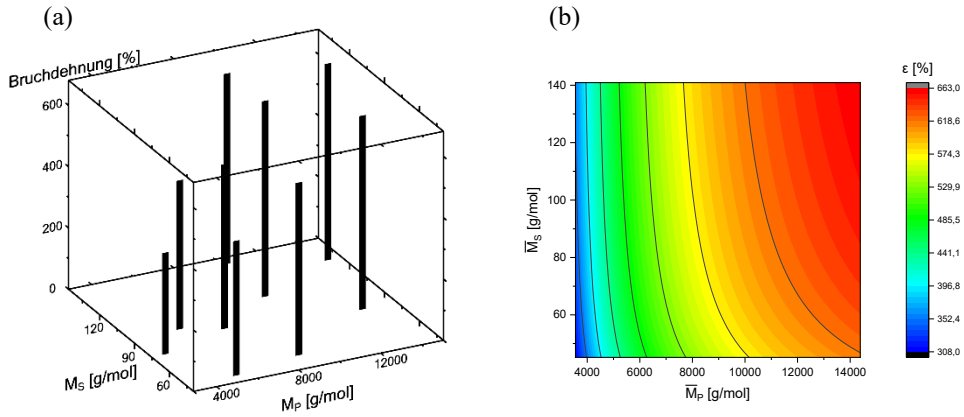 (a)
Bruchdehnung [%]
600
400
200
0
120
90
60
M_S [g/mol]
4000
8000
12000
M_P [g/mol]
(b)
140
120
100
80
60
M̅_S [g/mol]
4000 6000 8000 10000 12000 14000
M̅_P [g/mol]
ε [%]
663,0
618,6
574,3
529,9
485,5
441,1
396,8
352,4
308,0